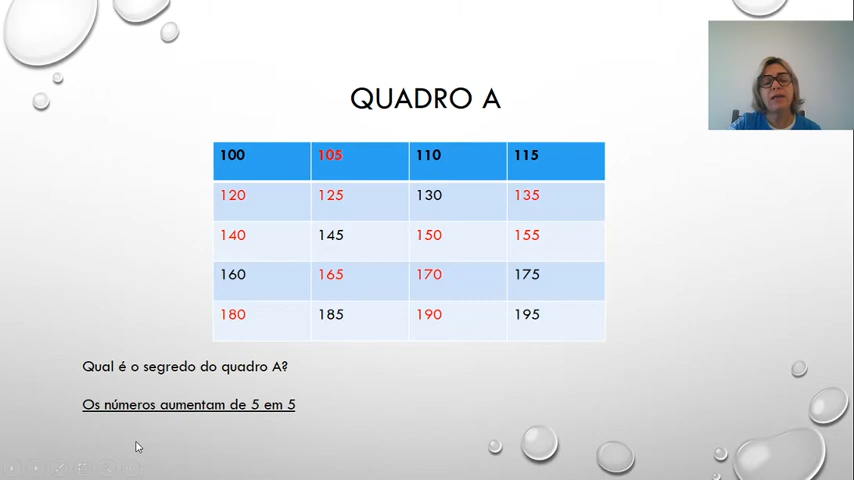 QUADRO A
100 105 110 115
120 125 130 135
140 145 150 155
160 165 170 175
180 185 190 195
Qual é o segredo do quadro A?
Os números aumentam de 5 em 5